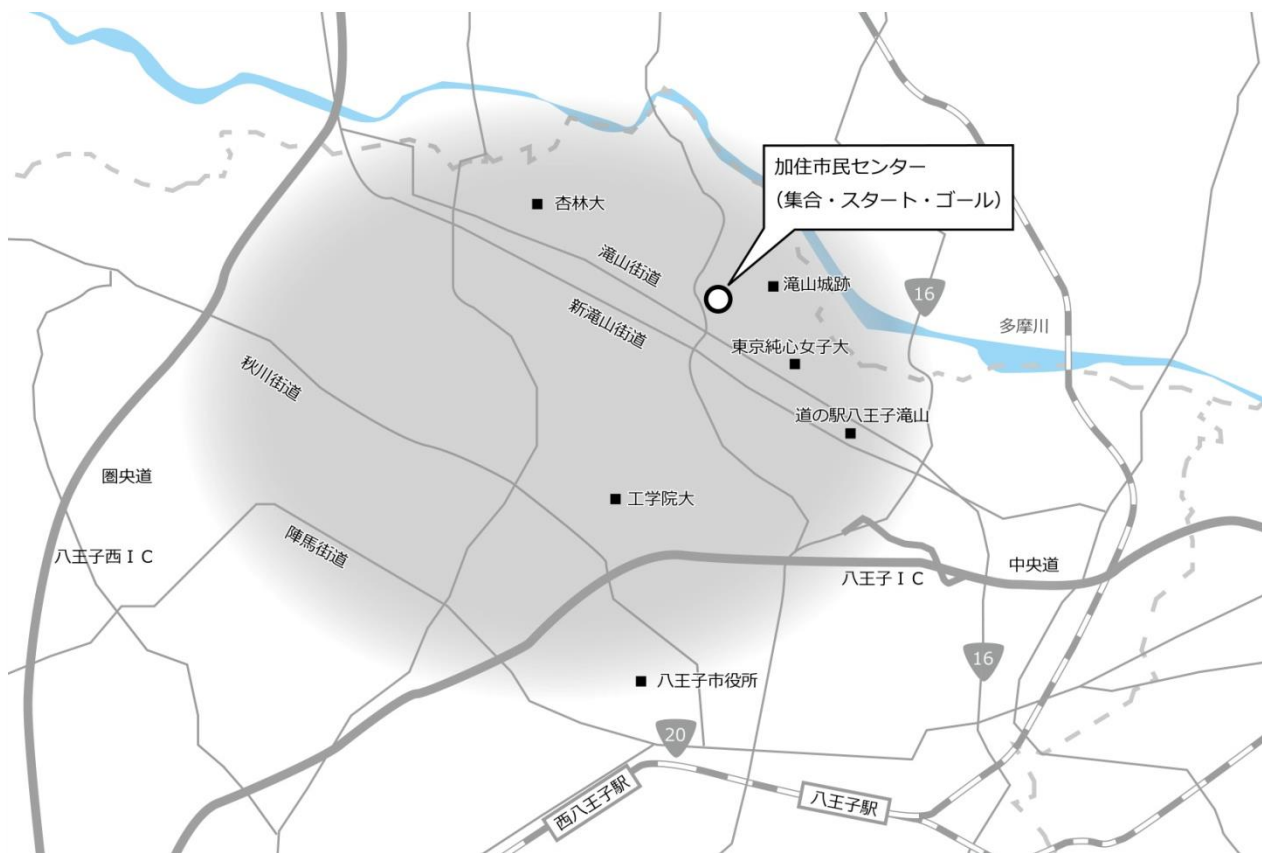 加住市民センター
（集合・スタート・ゴール）
杏林大
滝山街道
滝山城跡
16
新滝山街道
多摩川
東京純心女子大
秋川街道
道の駅八王子滝山
圏央道
工学院大
陣馬街道
八王子西ＩＣ
中央道
八王子ＩＣ
16
八王子市役所
20
西八王子駅
八王子駅